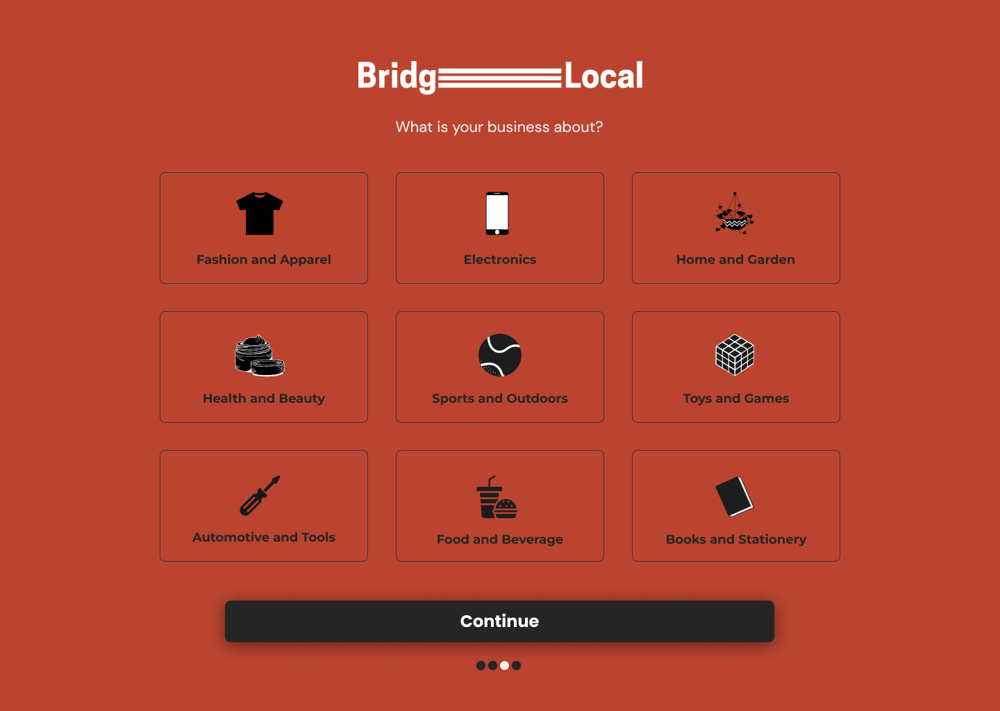 Bridg Local
What is your business about?
Fashion and Apparel
Electronics
Home and Garden
Health and Beauty
Sports and Outdoors
Toys and Games
Automotive and Tools
Food and Beverage
Books and Stationery
Continue